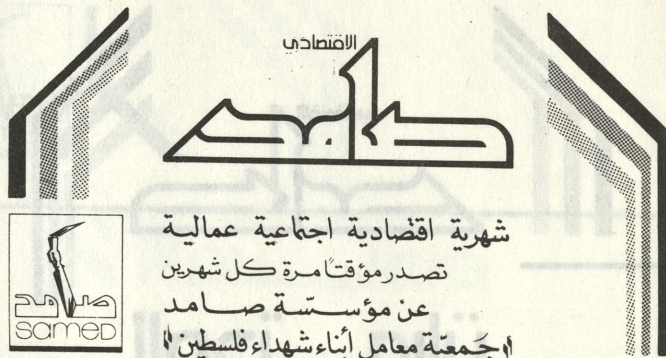 الاقتصادي
صامد
شهرية اقتصادية اجتماعية عمالية
تصدر مؤقتاً مرة كل شهرين
عن مؤسسة صامد
«جمعية معامل أبناء شهداء فلسطين»
صامد
samed